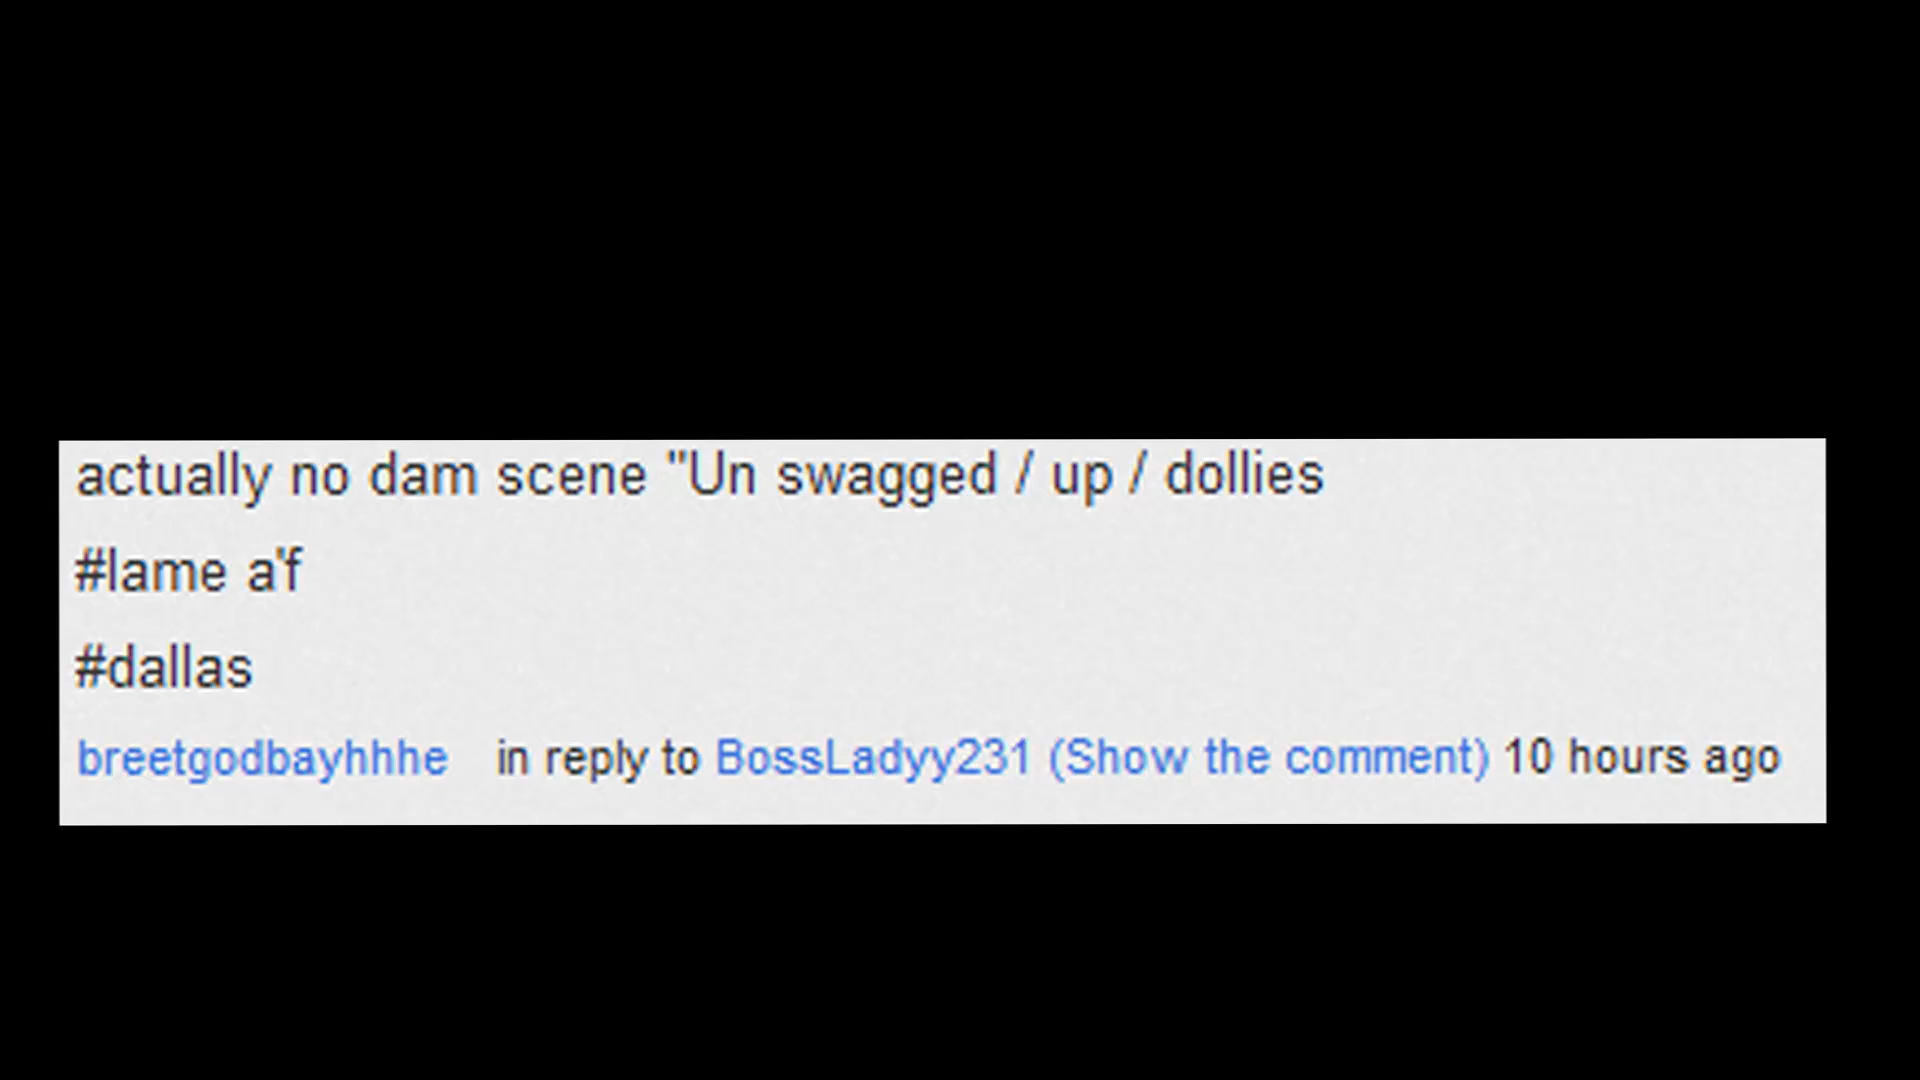 actually no dam scene "Un swagged / up / dollies
#lame a'f
#dallas
breetgodbayhhhe in reply to BossLadyy231 (Show the comment) 10 hours ago